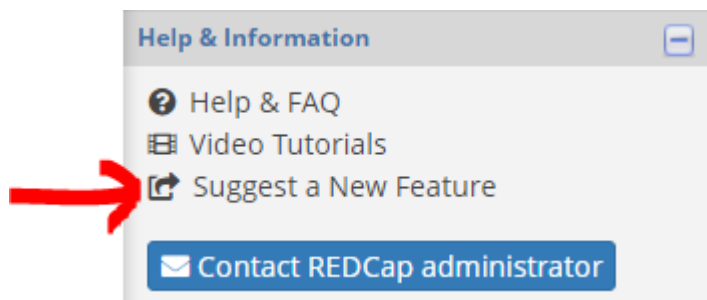 Help & Information
Help & FAQ
Video Tutorials
Suggest a New Feature
Contact REDCap administrator